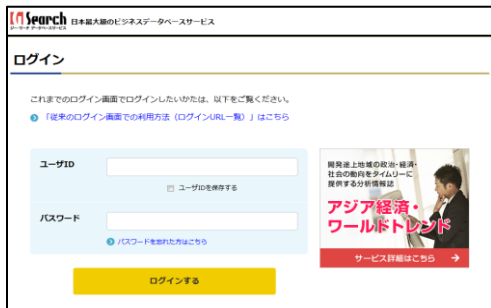 G Search 日本最大級のビジネスデータベースサービス
ジー・サーチ データベースサービス
ログイン
これまでのログイン画面でログインしたいかたは、以下をご覧ください。
「従来のログイン画面での利用方法（ログインURL一覧）」はこちら
ユーザID
ユーザIDを保存する
パスワード
パスワードを忘れた方はこちら
ログインする
開発途上地域の政治・経済・
社会の動向をタイムリーに
提供する分析情報誌
アジア経済・
ワールドトレンド
サービス詳細はこちら